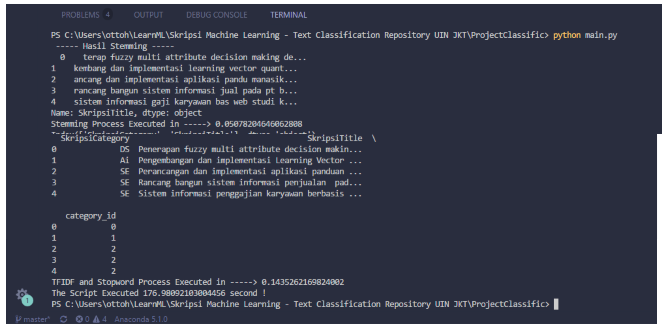 PROBLEMS 4 OUTPUT DEBUG CONSOLE TERMINAL
PS C:\Users\ottoh\LearnML\Skripsi Machine Learning - Text Classification Repository UIN JKT\ProjectClassific> python main.py
----- Hasil Stemming -----
0 terap fuzzy multi attribute decision making de...
1 kembang dan implementasi learning vector quant...
2 ancang dan implementasi aplikasi pandu manasik...
3 rancang bangun sistem informasi jual pada pt b...
4 sistem informasi gaji karyawan bas web studi k...
Name: SkripsiTitle, dtype: object
Stemming Process Executed in -----> 0.05078204646062808
SkripsiCategory SkripsiTitle \
0 DS Penerapan fuzzy multi attribute decision makin...
1 Ai Pengembangan dan implementasi Learning Vector ...
2 SE Perancangan dan implementasi aplikasi panduan ...
3 SE Rancang bangun sistem informasi penjualan pad...
4 SE Sistem informasi penggajian karyawan berbasis ...
category_id
0 0
1 1
2 2
3 2
4 2
TFIDF and Stopword Process Executed in -----> 0.1435262169824002
The Script Executed 176.98092103004456 second !
PS C:\Users\ottoh\LearnML\Skripsi Machine Learning - Text Classification Repository UIN JKT\ProjectClassific>
1
master* 0 4 Anaconda 5.1.0